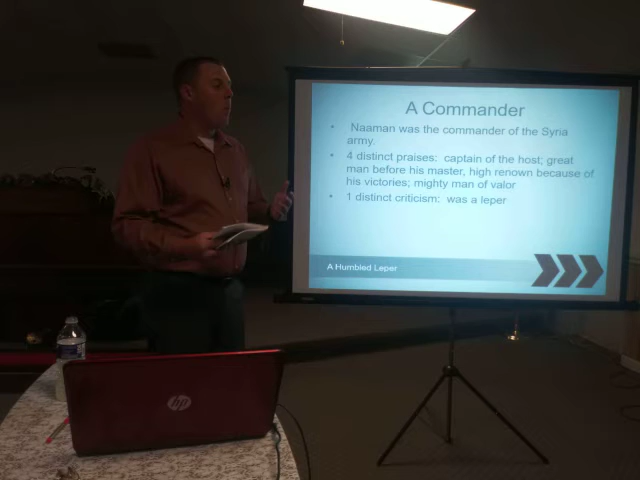 A Commander
• Naaman was the commander of the Syria
army.
• 4 distinct praises: captain of the host; great
man before his master, high renown because of
his victories; mighty man of valor
• 1 distinct criticism: was a leper
A Humbled Leper
hp